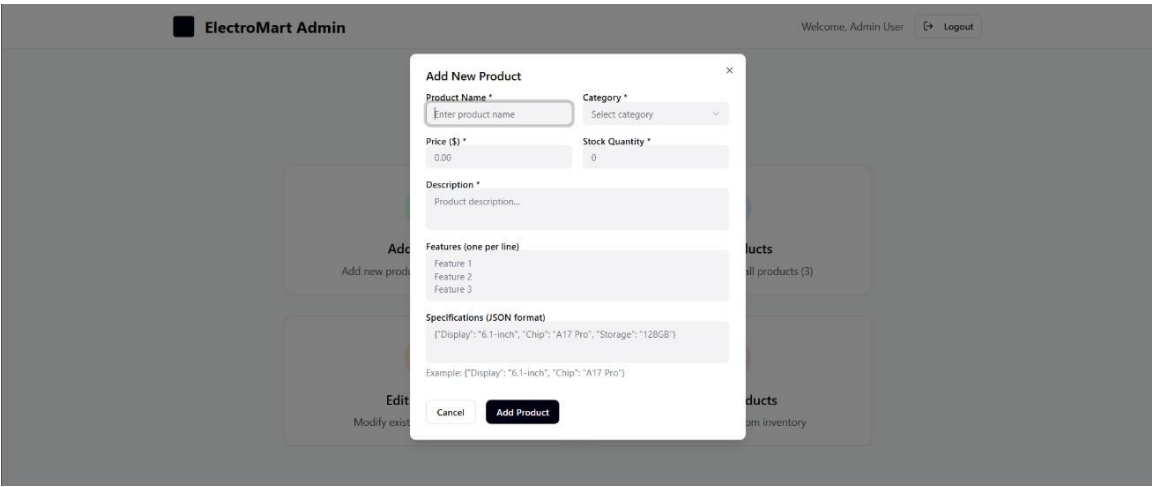 ElectroMart Admin
Welcome, Admin User
Logout
Add New Product
Product Name *
Category *
Enter product name
Select category
Price ($) *
Stock Quantity *
0.00
0
Description *
Product description...
Features (one per line)
Feature 1
Feature 2
Feature 3
Specifications (JSON format)
{"Display": "6.1-inch", "Chip": "A17 Pro", "Storage": "128GB"}
Example: {"Display": "6.1-inch", "Chip": "A17 Pro"}
Cancel
Add Product
Add
Add new produ
ucts
all products (3)
Edit
Modify exist
ducts
om inventory